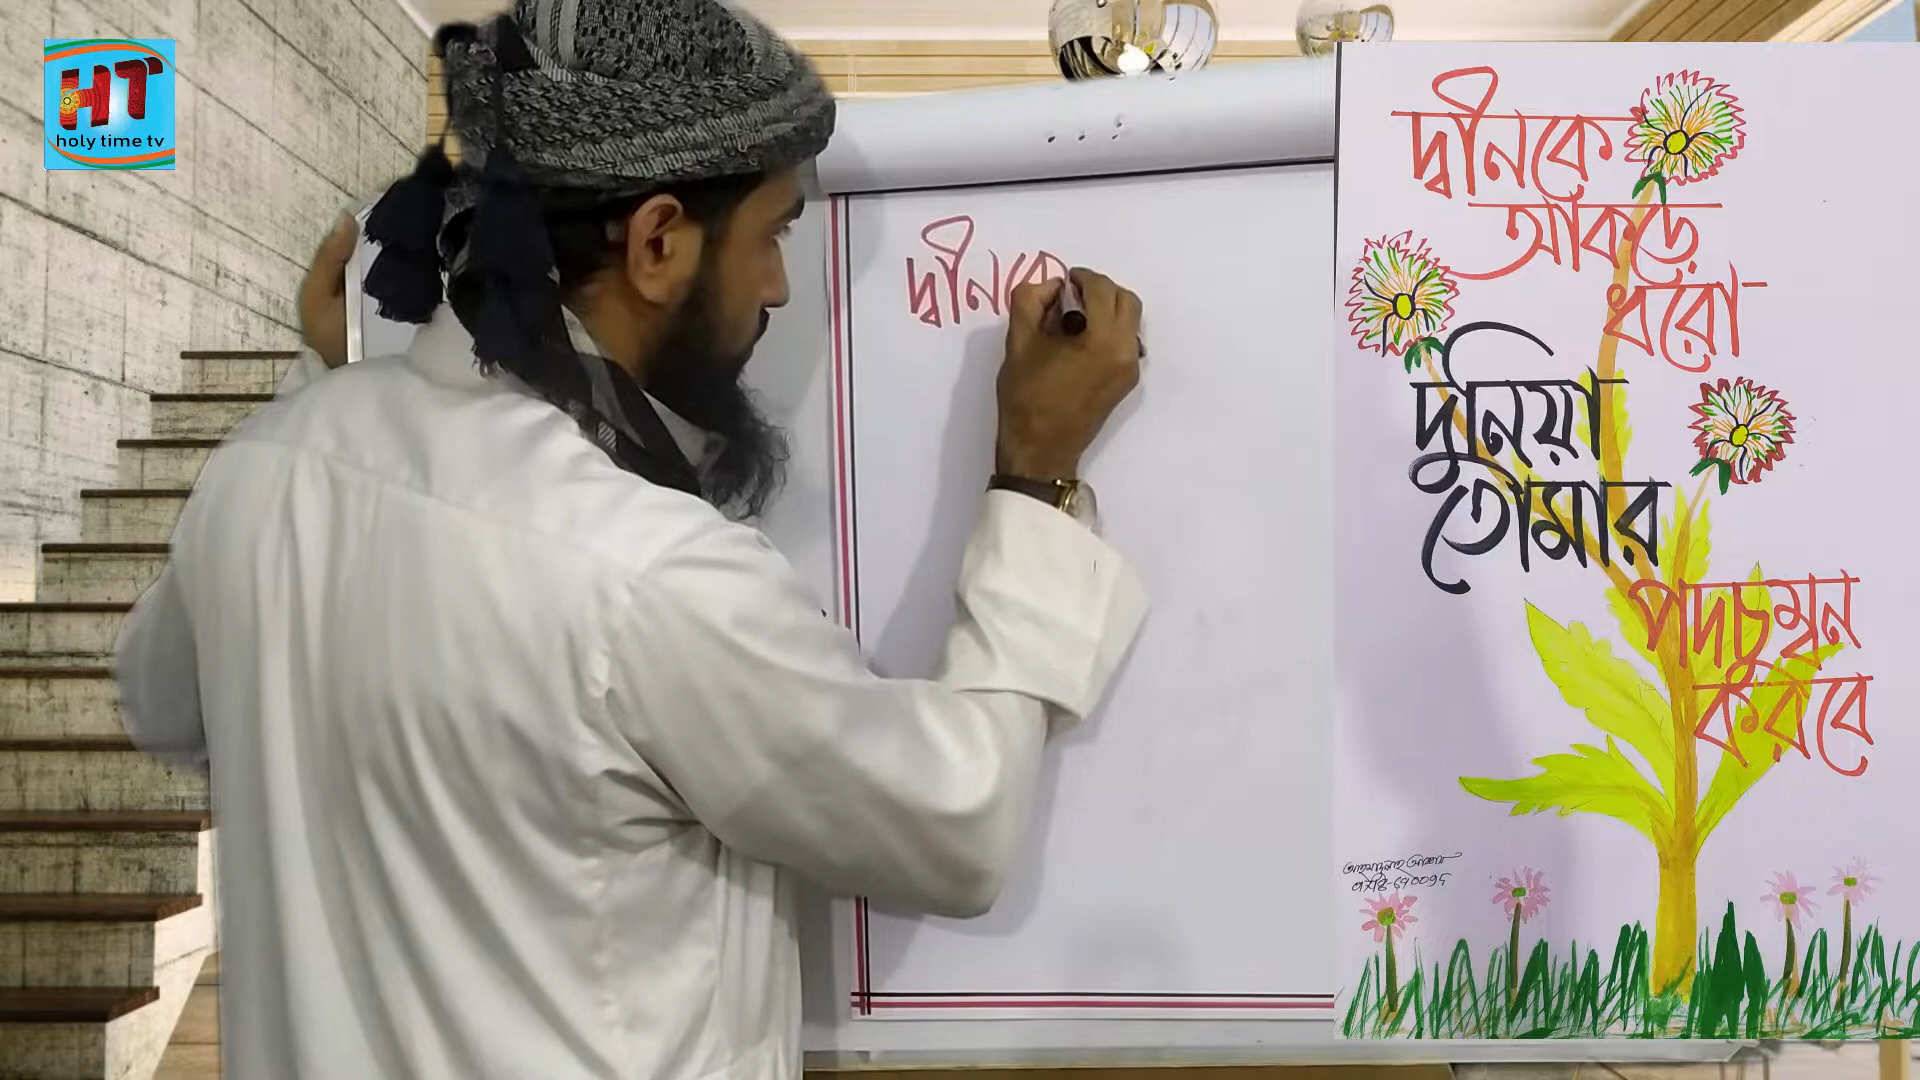 HT
holy time tv
দ্বীনকে
দ্বীনকে
আঁকড়ে
ধরো
দুনিয়া
তোমার
পদচুম্বন
করবে